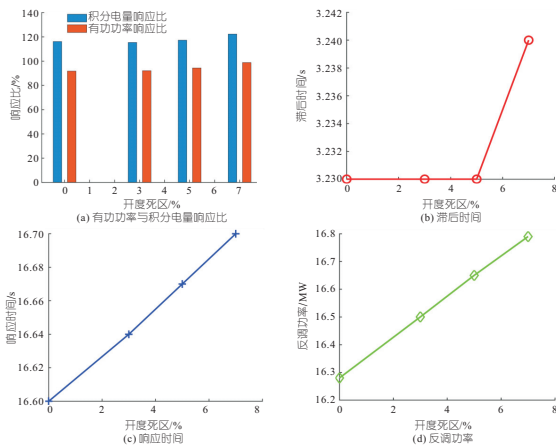 积分电量响应比
有功功率响应比
140
120
100
80
60
40
20
0
响应比/%
0 1 2 3 4 5 6 7
开度死区/%
(a) 有功功率与积分电量响应比
3.240
3.238
3.236
3.234
3.232
3.230
滞后时间/s
0 2 4 6 8
开度死区/%
(b) 滞后时间
16.70
16.68
16.66
16.64
16.62
16.60
响应时间/s
0 2 4 6 8
开度死区/%
(c) 响应时间
16.8
16.7
16.6
16.5
16.4
16.3
16.2
反调功率/MW
0 2 4 6 8
开度死区/%
(d) 反调功率